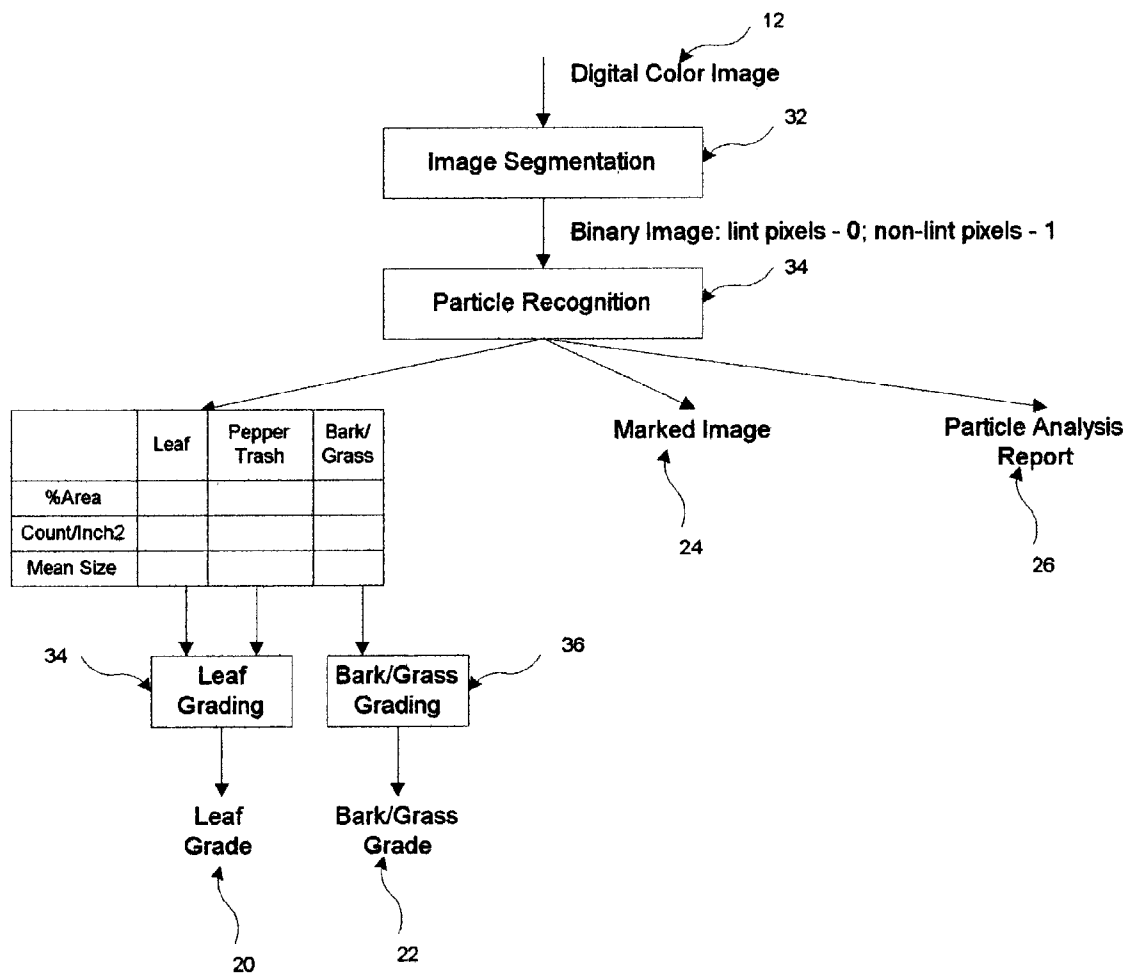 12
Digital Color Image
32
Image Segmentation
Binary Image: lint pixels - 0; non-lint pixels - 1
34
Particle Recognition
Leaf
Pepper
Trash
Bark/
Grass
%Area
Count/Inch2
Mean Size
Marked Image
24
Particle Analysis
Report
26
34
Leaf
Grading
Bark/Grass
Grading
36
Leaf
Grade
20
Bark/Grass
Grade
22